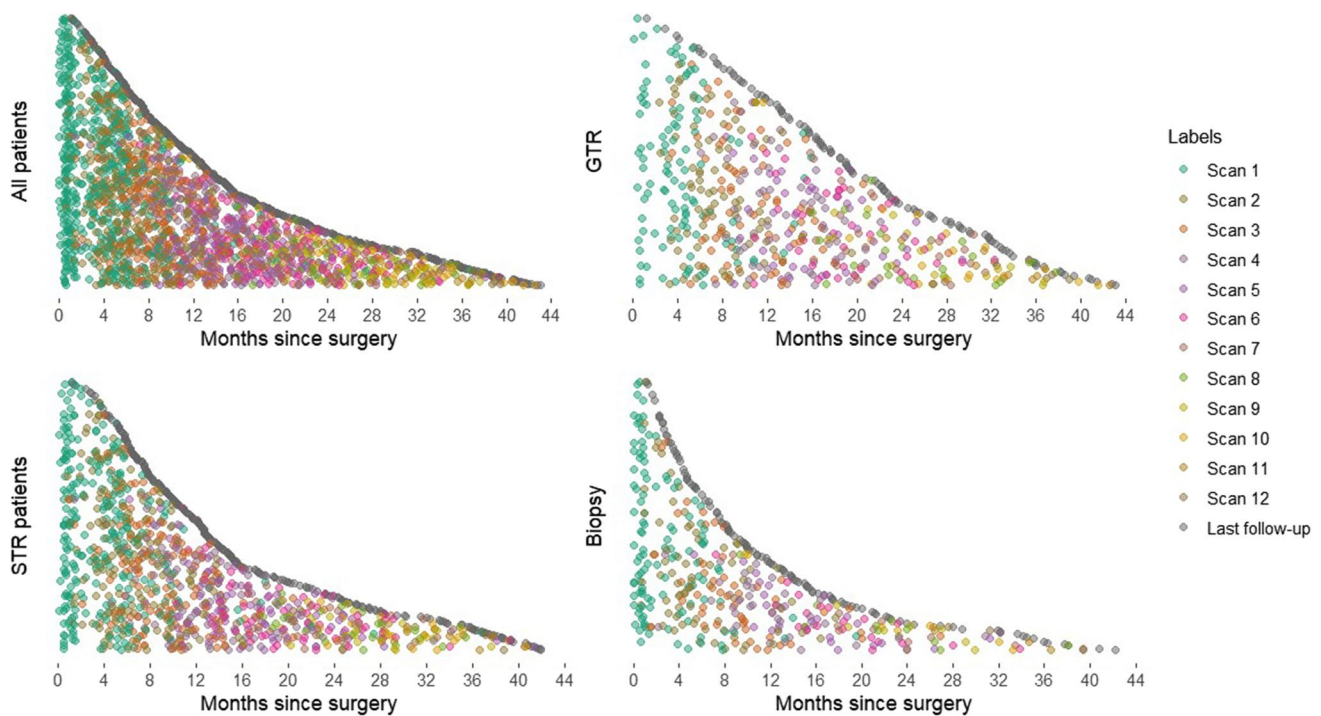 All patients
0 4 8 12 16 20 24 28 32 36 40 44
Months since surgery
GTR
0 4 8 12 16 20 24 28 32 36 40 44
Months since surgery
STR patients
0 4 8 12 16 20 24 28 32 36 40 44
Months since surgery
Biopsy
0 4 8 12 16 20 24 28 32 36 40 44
Months since surgery
Labels
Scan 1
Scan 2
Scan 3
Scan 4
Scan 5
Scan 6
Scan 7
Scan 8
Scan 9
Scan 10
Scan 11
Scan 12
Last follow-up